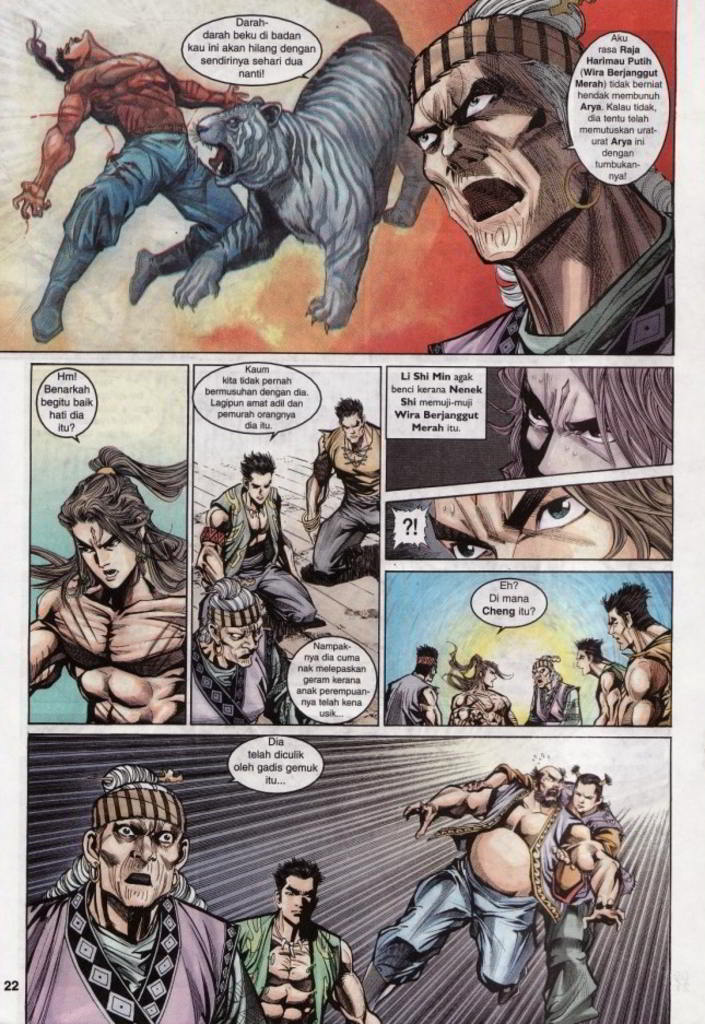 Darah-
darah beku di badan
kau ini akan hilang dengan
sendirinya sehari dua
nanti!
Aku
rasa Raja
Harimau Putih
(Wira Berjanggut
Merah) tidak berniat
hendak membunuh
Arya. Kalau tidak,
dia tentu telah
memutuskan urat-
urat Arya ini
dengan
tumbukan-
nya!
Hm!
Benarkah
begitu baik
hati dia
itu?
Kaum
kita tidak pernah
bermusuhan dengan dia.
Lagipun amat adil dan
pemurah orangnya
dia itu.
Nampak-
nya dia cuma
nak melepaskan
geram kerana
anak perempuan-
nya telah kena
usik...
Li Shi Min agak
benci kerana Nenek
Shi memuji-muji
Wira Berjanggut
Merah itu.
?!
Eh?
Di mana
Cheng itu?
Dia
telah diculik
oleh gadis gemuk
itu...
22